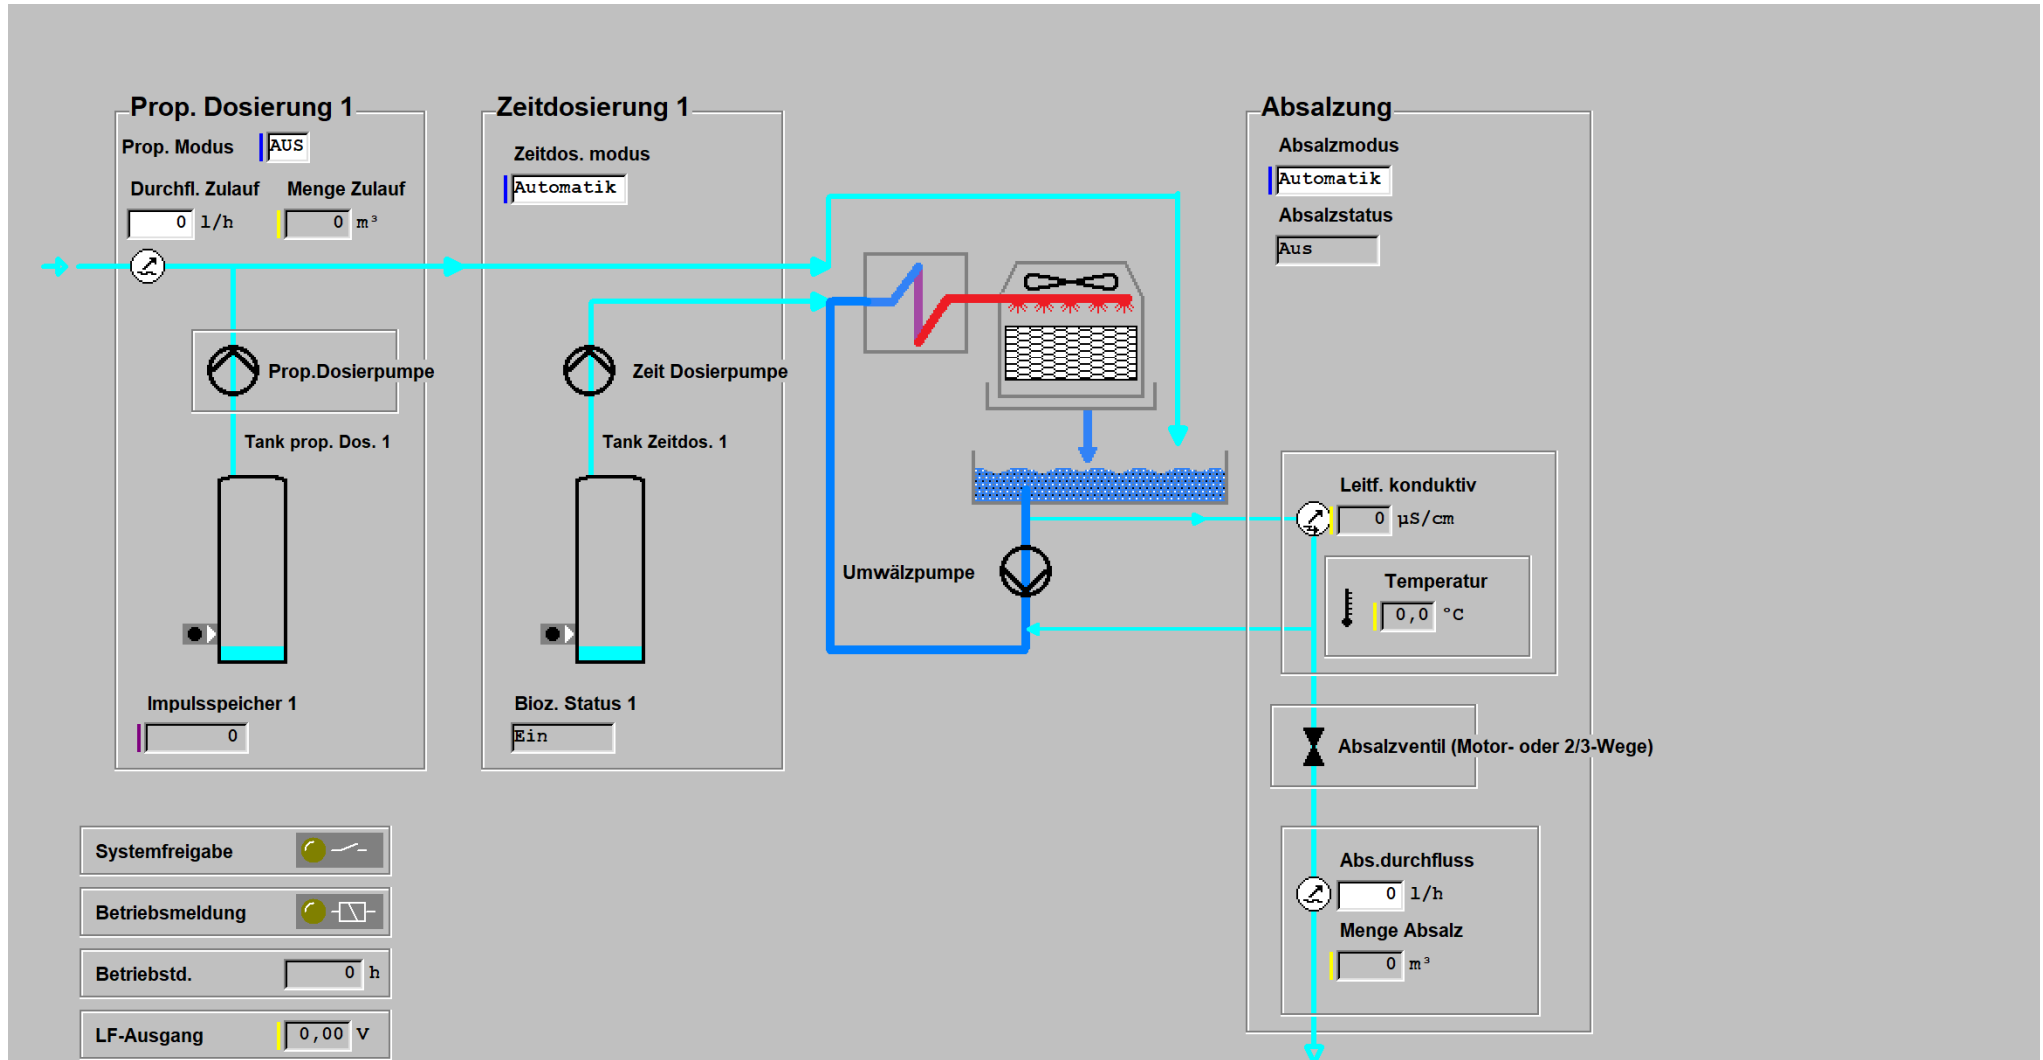 Prop. Dosierung 1
Prop. Modus AUS
Durchfl. Zulauf Menge Zulauf
0 l/h 0 m³
Prop.Dosierpumpe
Tank prop. Dos. 1
Impulsspeicher 1
0
Zeitdosierung 1
Zeitdos. modus
Automatik
Zeit Dosierpumpe
Tank Zeitdos. 1
Bioz. Status 1
Ein
Umwälzpumpe
Absalzung
Absalzmodus
Automatik
Absalzstatus
Aus
Leitf. konduktiv
0 µS/cm
Temperatur
0,0 °C
Absalzventil (Motor- oder 2/3-Wege)
Abs.durchfluss
0 l/h
Menge Absalz
0 m³
Systemfreigabe
Betriebsmeldung
Betriebstd. 0 h
LF-Ausgang 0,00 V